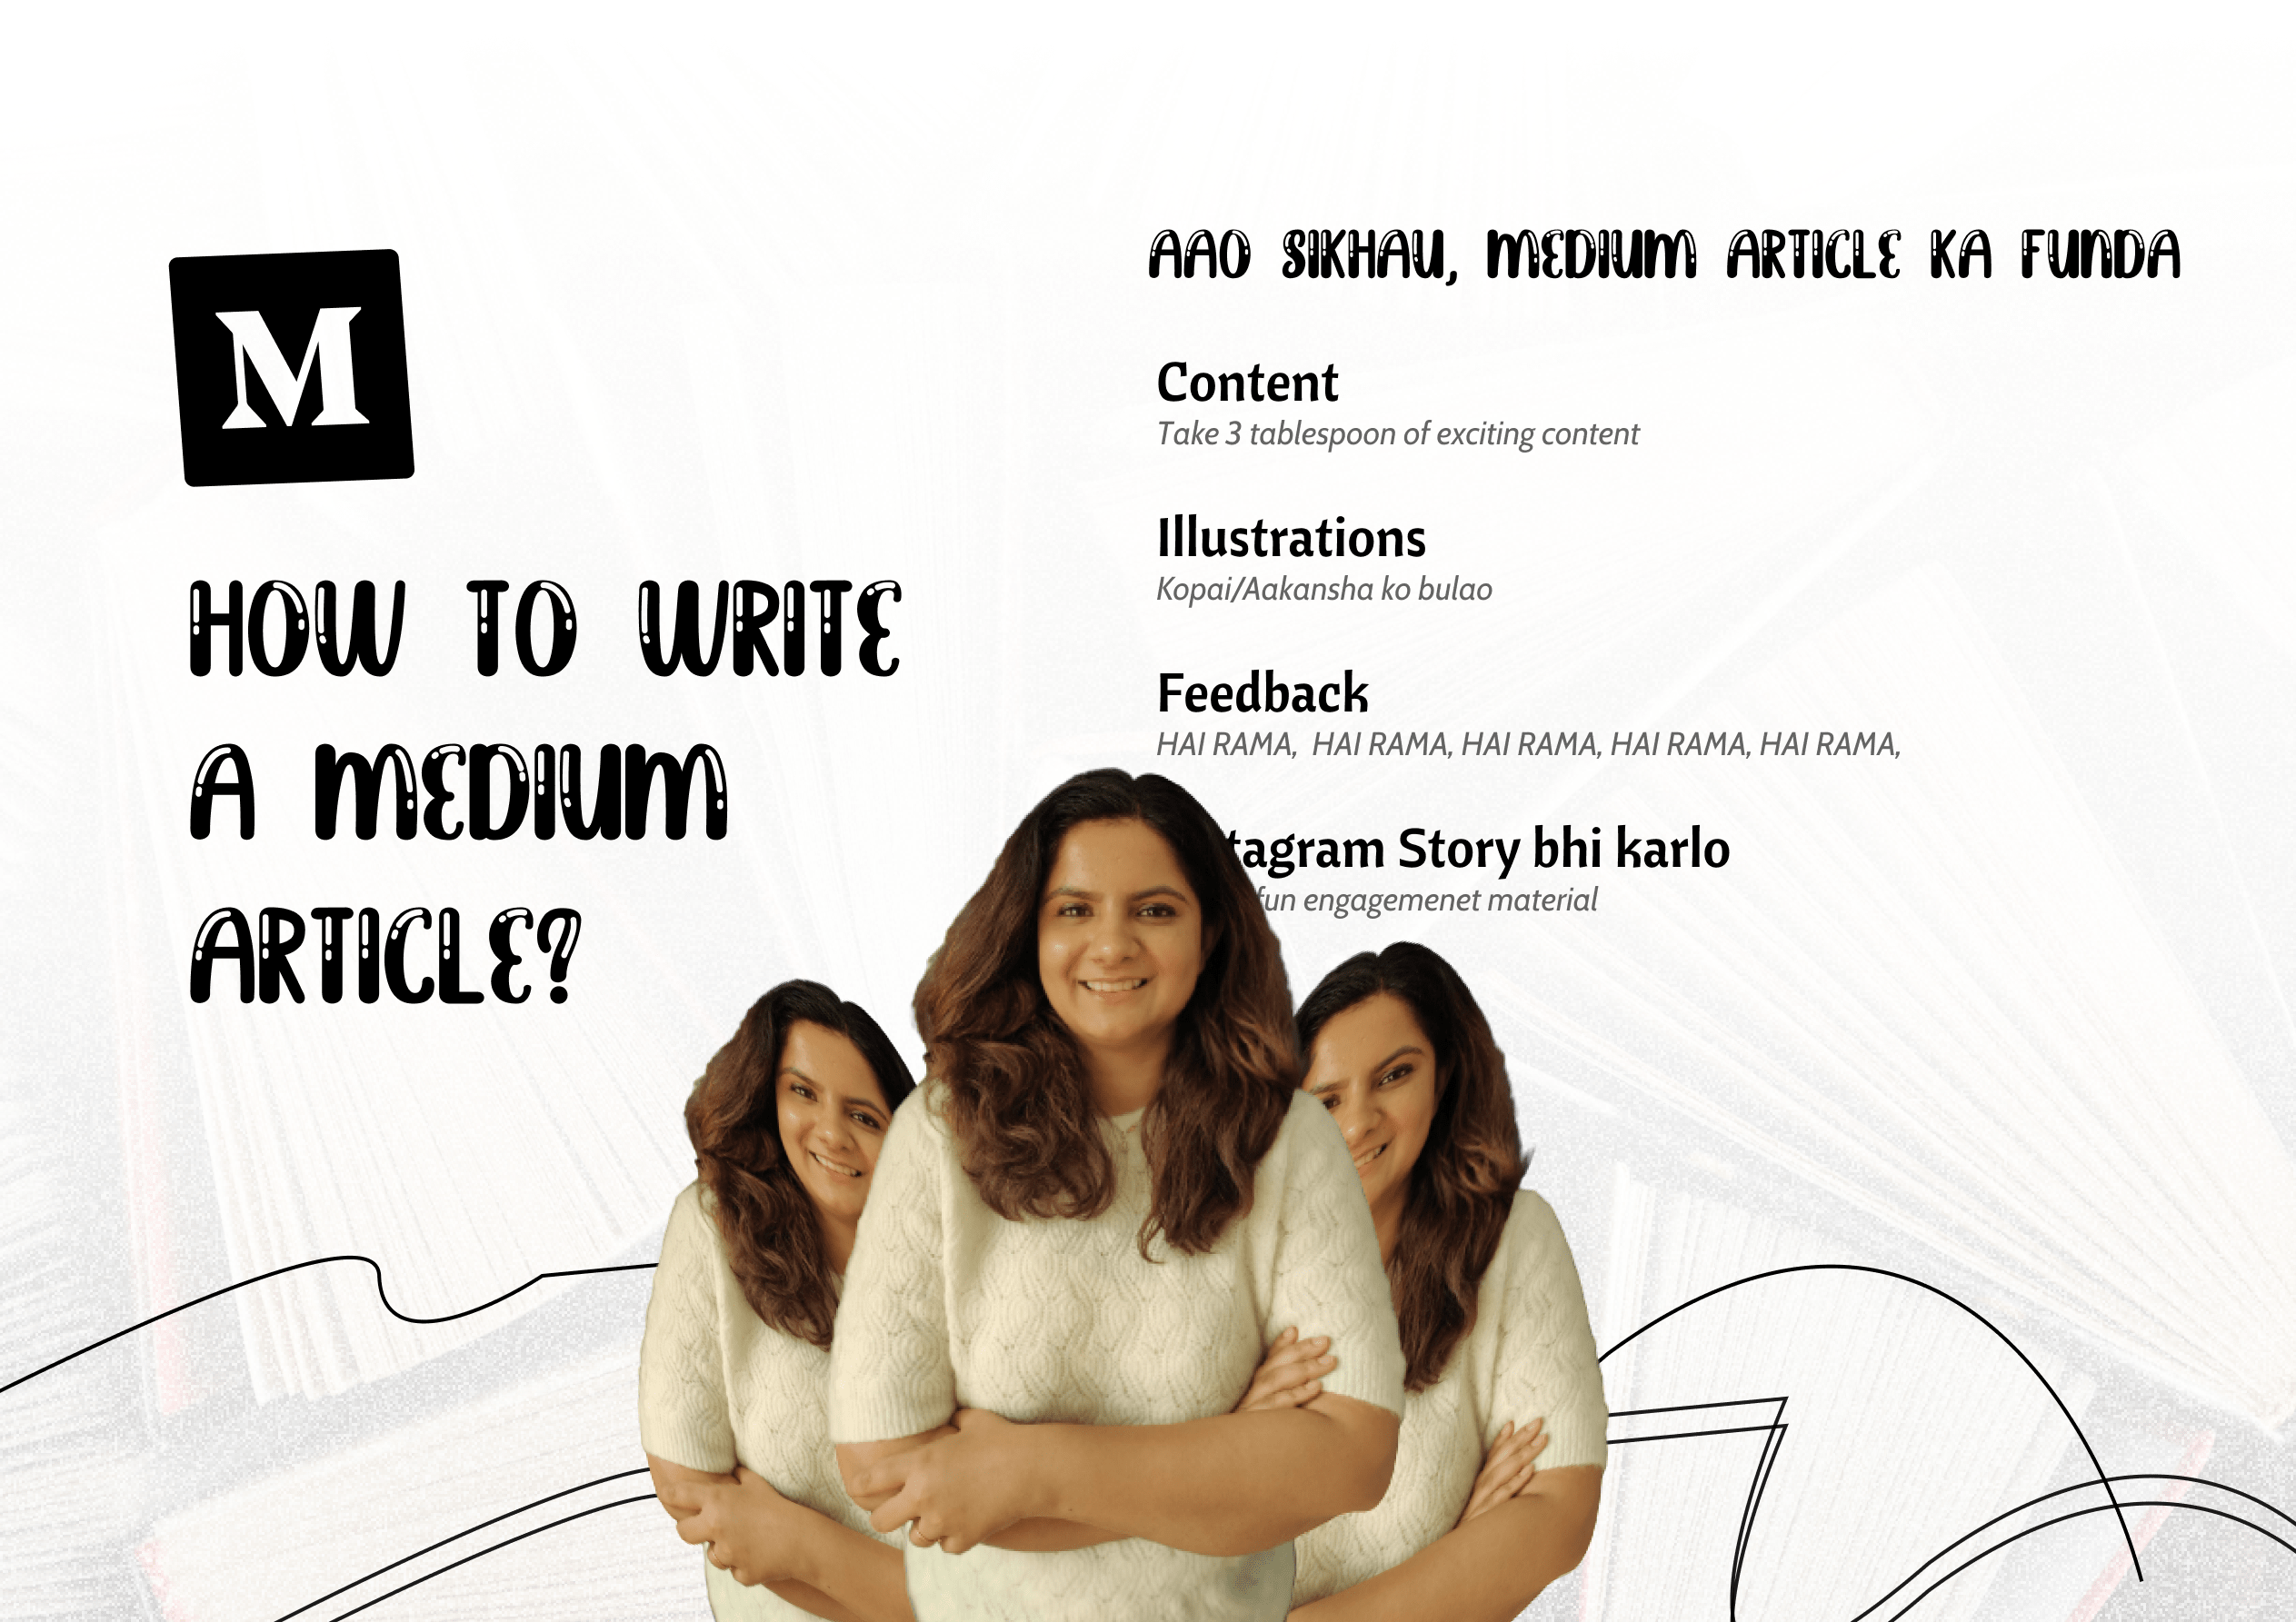 M
HOW TO WRITE
A MEDIUM
ARTICLE?
AAO SIKHAU, MEDIUM ARTICLE KA FUNDA
Content
Take 3 tablespoon of exciting content
Illustrations
Kopai/Aakansha ko bulao
Feedback
HAI RAMA,  HAI RAMA, HAI RAMA, HAI RAMA, HAI RAMA,
tagram Story bhi karlo
fun engagemenet material